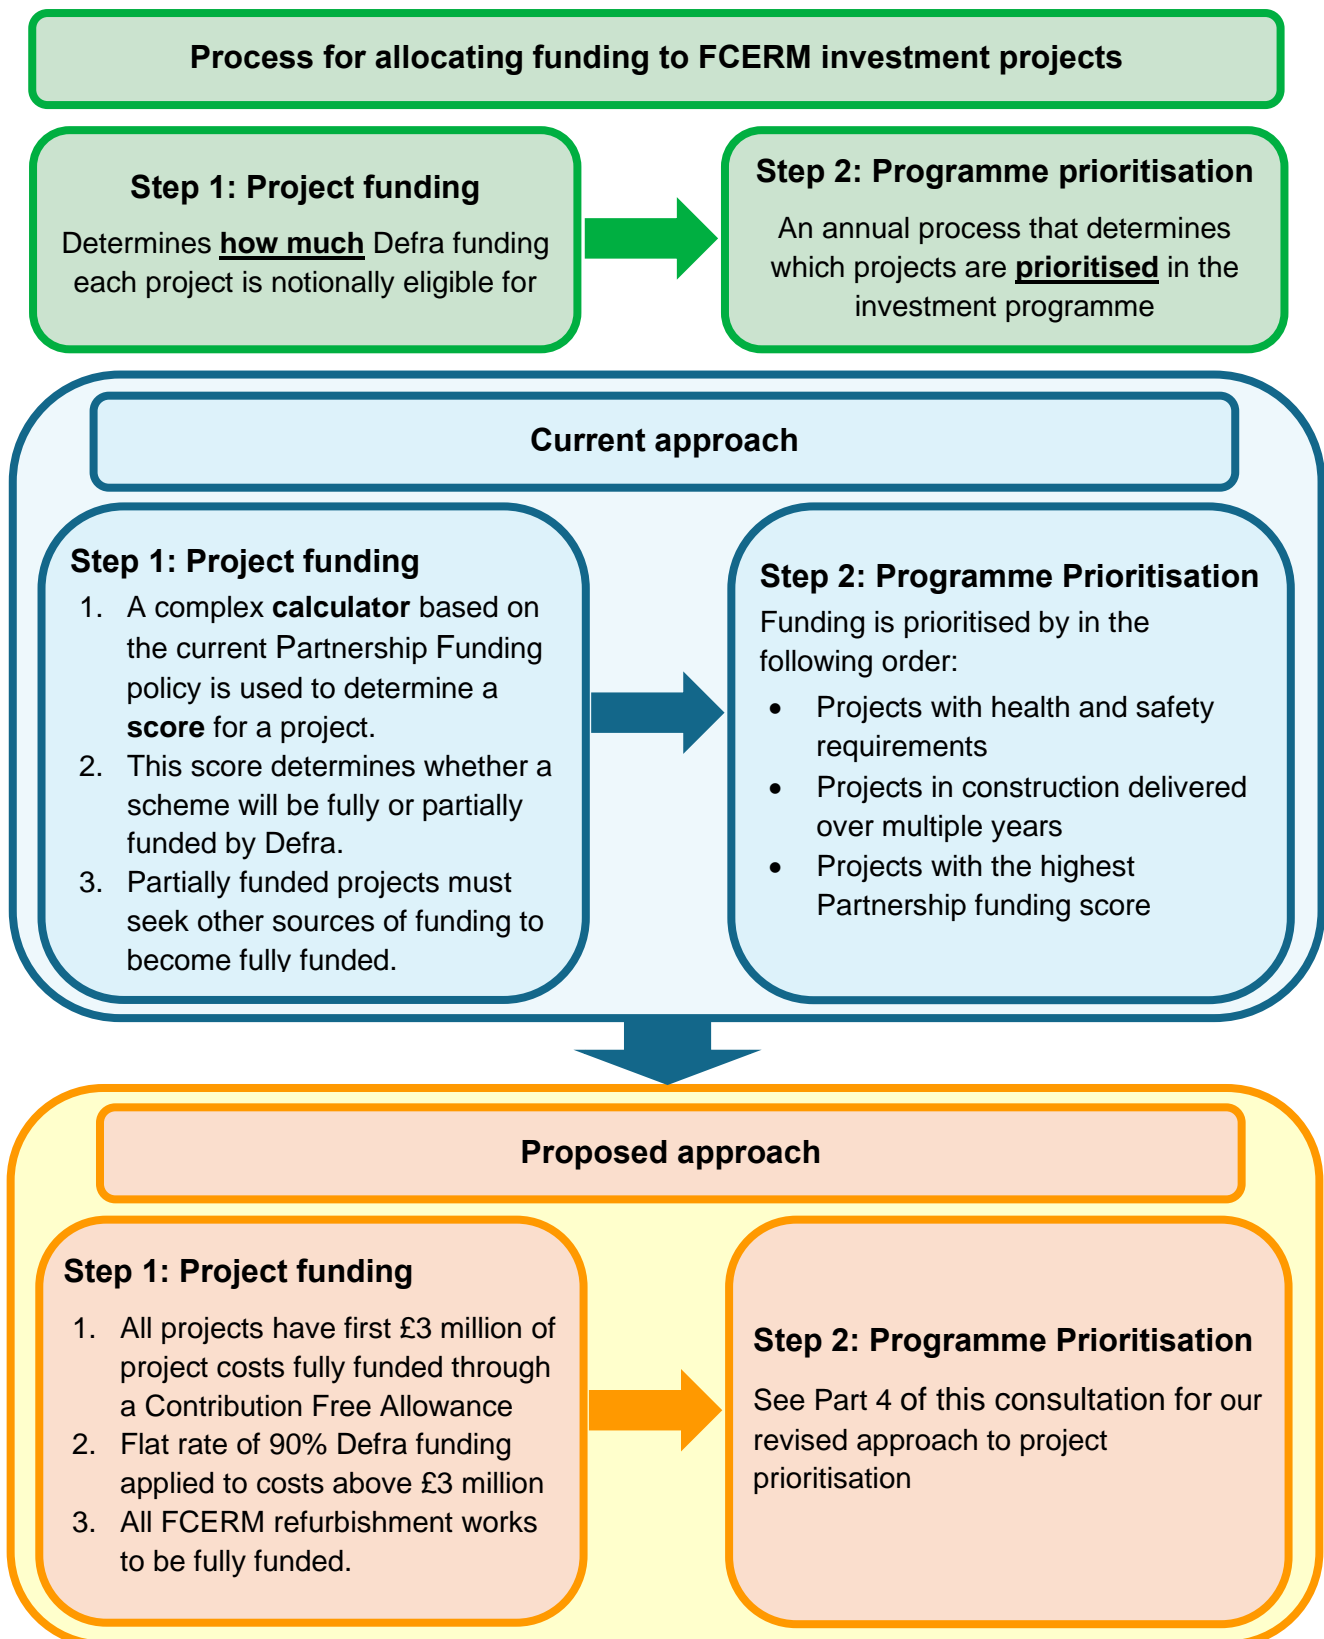 Process for allocating funding to FCERM investment projects
Step 1: Project funding
Determines how much Defra funding
each project is notionally eligible for
Step 2: Programme prioritisation
An annual process that determines
which projects are prioritised in the
investment programme
Current approach
Step 1: Project funding
1. A complex calculator based on
the current Partnership Funding
policy is used to determine a
score for a project.
2. This score determines whether a
scheme will be fully or partially
funded by Defra.
3. Partially funded projects must
seek other sources of funding to
become fully funded.
Step 2: Programme Prioritisation
Funding is prioritised by in the
following order:
• Projects with health and safety
requirements
• Projects in construction delivered
over multiple years
• Projects with the highest
Partnership funding score
Proposed approach
Step 1: Project funding
1. All projects have first £3 million of
project costs fully funded through
a Contribution Free Allowance
2. Flat rate of 90% Defra funding
applied to costs above £3 million
3. All FCERM refurbishment works
to be fully funded.
Step 2: Programme Prioritisation
See Part 4 of this consultation for our
revised approach to project
prioritisation